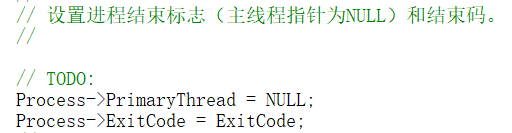 // 设置进程结束标志（主线程指针为NULL）和结束码。
//
// TODO:
Process->PrimaryThread = NULL;
Process->ExitCode = ExitCode;